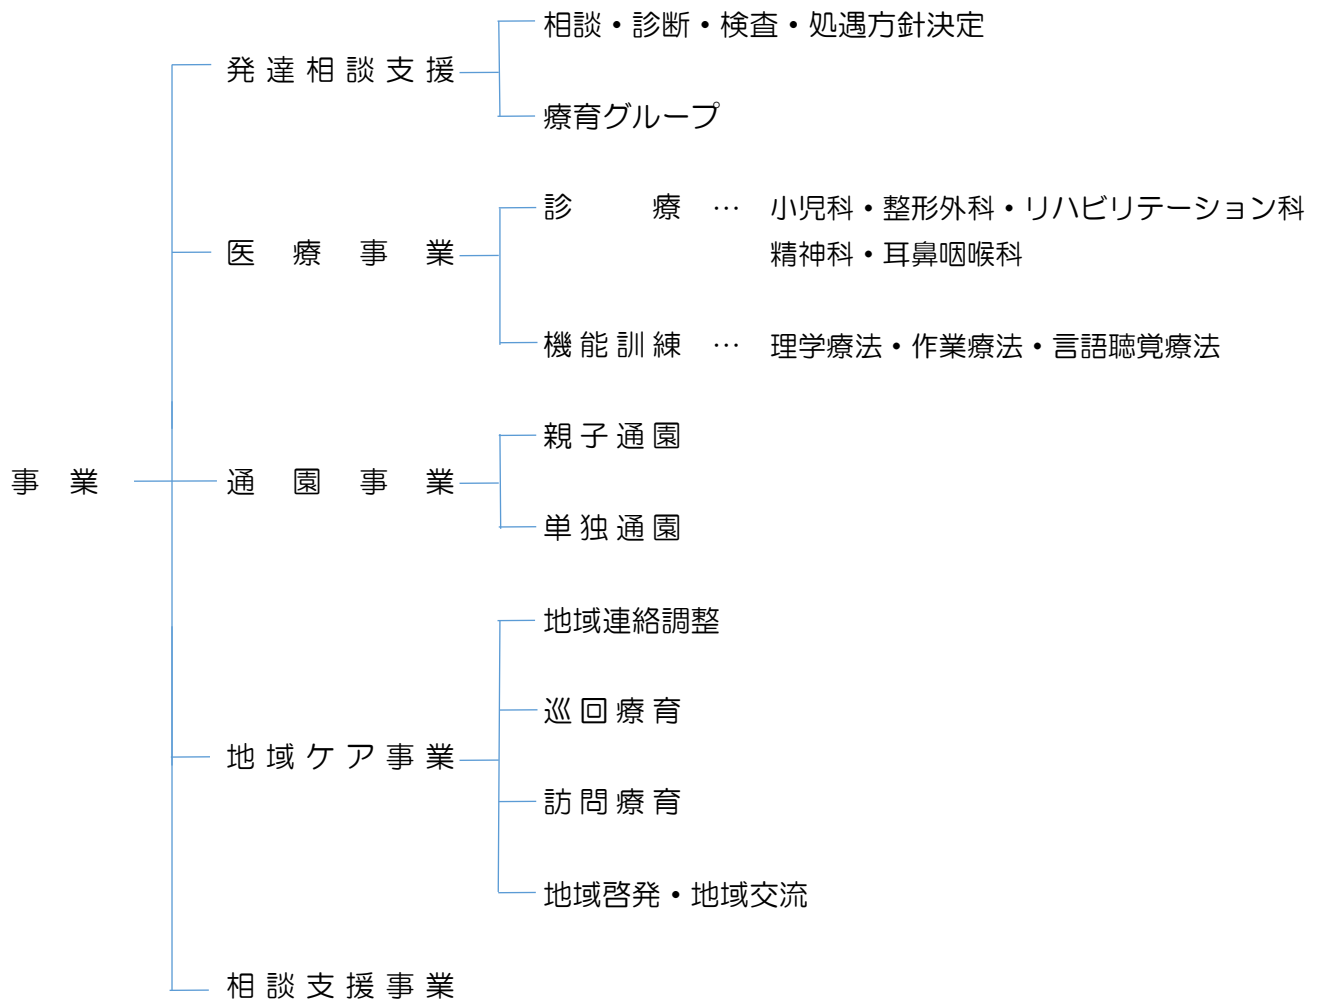 事業
発達相談支援
相談・診断・検査・処遇方針決定
療育グループ
医療事業
診療 … 小児科・整形外科・リハビリテーション科
精神科・耳鼻咽喉科
機能訓練 … 理学療法・作業療法・言語聴覚療法
通園事業
親子通園
単独通園
地域ケア事業
地域連絡調整
巡回療育
訪問療育
地域啓発・地域交流
相談支援事業